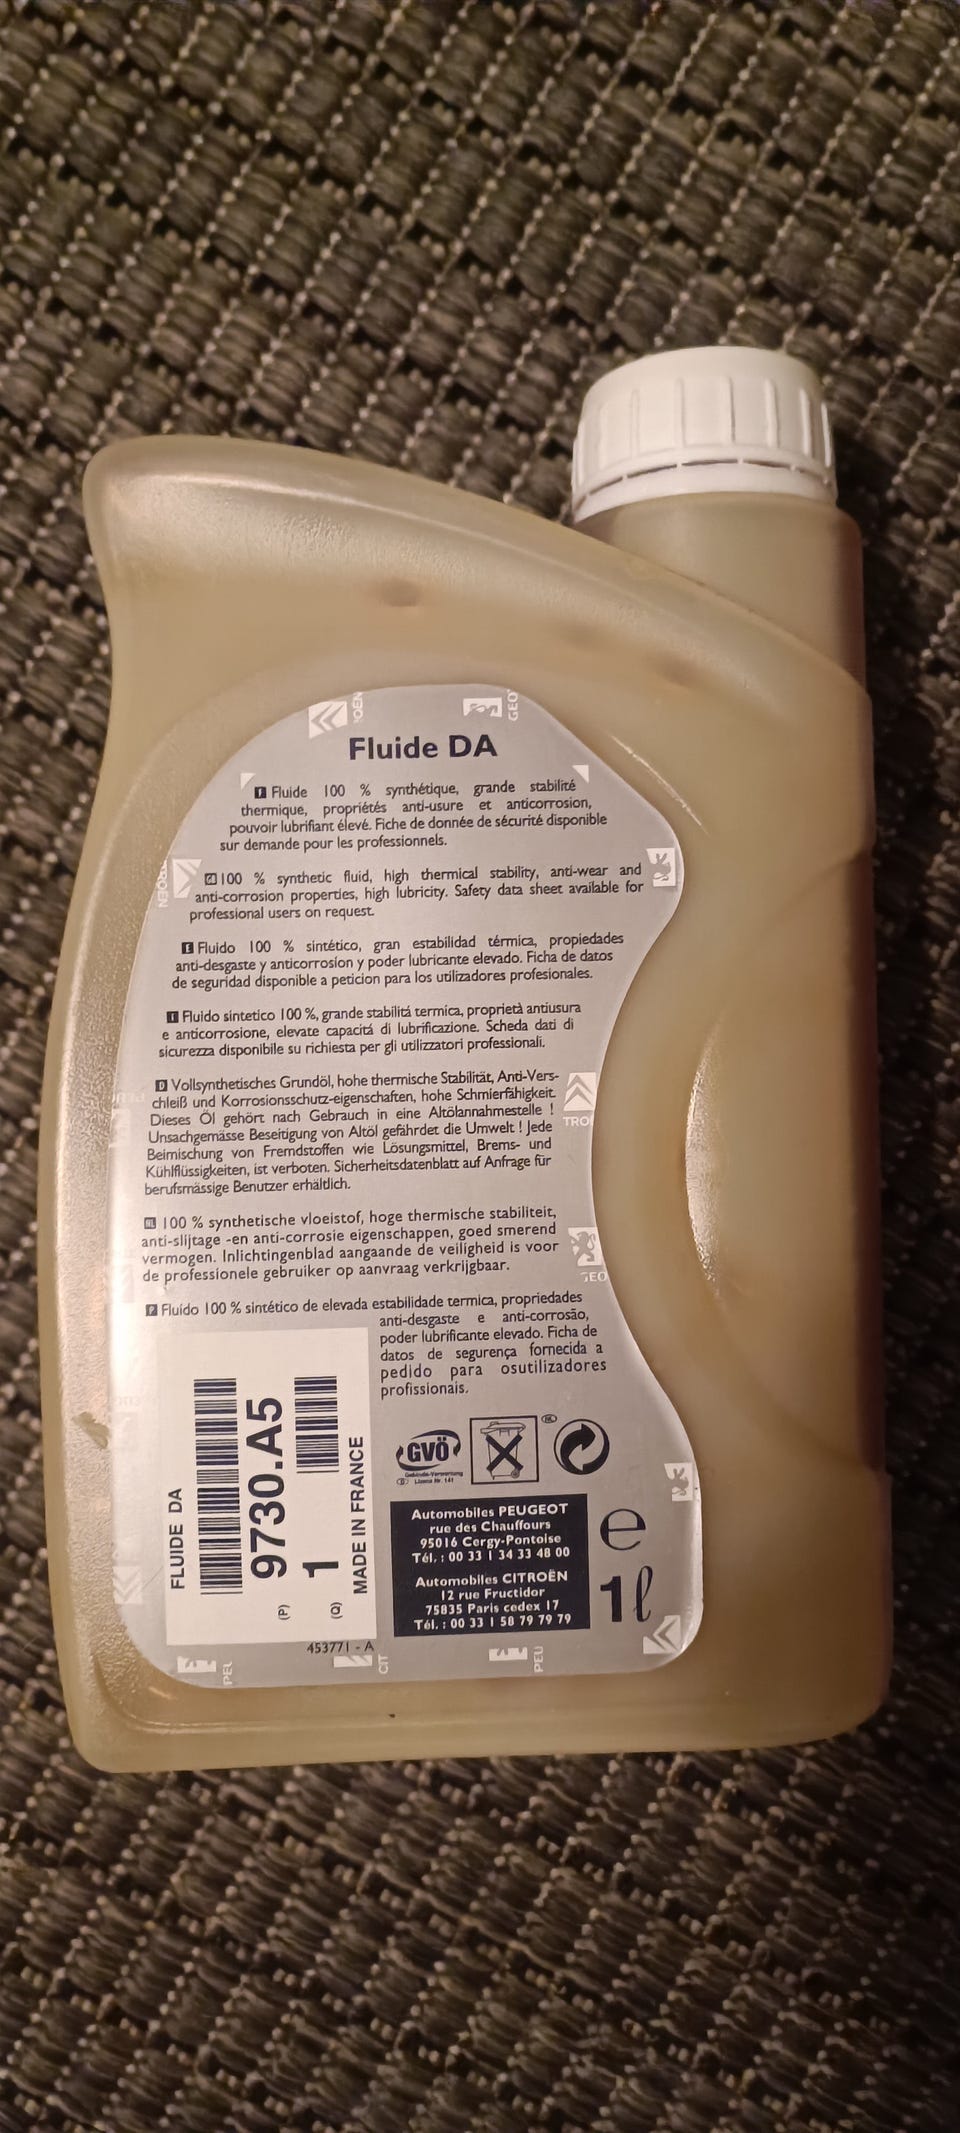 Fluide DA
F Fluide 100 % synthétique, grande stabilité
thermique, propriétés anti-usure et anticorrosion,
pouvoir lubrifiant élevé. Fiche de donnée de sécurité disponible
sur demande pour les professionnels.
100 % synthetic fluid, high thermical stability, anti-wear and
anti-corrosion properties, high lubricity. Safety data sheet available for
professional users on request.
E Fluido 100 % sintético, gran estabilidad térmica, propiedades
anti-desgaste y anticorrosíon y poder lubricante elevado. Ficha de datos
de seguridad disponible a peticion para los utilizadores profesionales.
I Fluido sintetico 100 %, grande stabilitá termica, proprietà antiusura
e anticorrosione, elevate capacitá di lubrificazione. Scheda dati di
sicurezza disponibile su richiesta per gli utilizzatori professionali.
D Vollsynthetisches Grundöl, hohe thermische Stabilität, Anti-Vers-
chleiß und Korrosionsschutz-eigenschaften, hohe Schmierfähigkeit.
Dieses Öl gehört nach Gebrauch in eine Altölannahmestelle !
Unsachgemässe Beseitigung von Altöl gefährdet die Umwelt ! Jede
Beimischung von Fremdstoffen wie Lösungsmittel, Brems- und
Kühlflüssigkeiten, ist verboten. Sicherheitsdatenblatt auf Anfrage für
berufsmässige Benutzer erhältlich.
NL 100 % synthetische vloeistof, hoge thermische stabiliteit,
anti-slijtage -en anti-corrosie eigenschappen, goed smerend
vermogen. Inlichtingenblad aangaande de veiligheid is voor
de professionele gebruiker op aanvraag verkrijgbaar.
P Fluido 100 % sintético de elevada estabilidade termica, propriedades
anti-desgaste e anti-corrosão,
poder lubrificante elevado. Ficha de
datos de segurença fornecida a
pedido para osutilizadores
profissionais.
FLUIDE DA
(P) 9730.A5
(Q) 1
MADE IN FRANCE
453771 - A
GVÖ
Automobiles PEUGEOT
rue des Chauffours
95016 Cergy-Pontoise
Tél. : 00 33 1 34 33 48 00
Automobiles CITROËN
12 rue Fructidor
75835 Paris cedex 17
Tél. : 00 33 1 58 79 79 79
e
1l